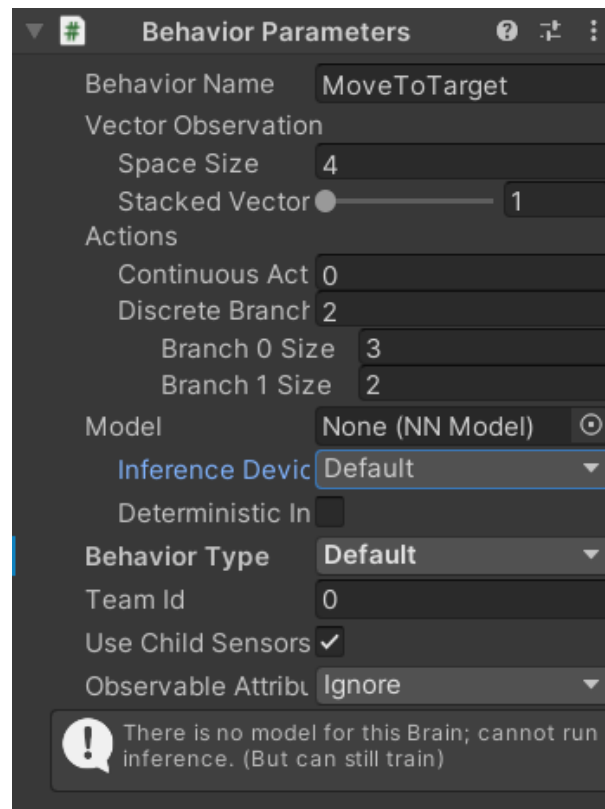 # Behavior Parameters
Behavior Name MoveToTarget
Vector Observation
Space Size 4
Stacked Vector 1
Actions
Continuous Act 0
Discrete Branch 2
Branch 0 Size 3
Branch 1 Size 2
Model None (NN Model)
Inference Devic Default
Deterministic In
Behavior Type Default
Team Id 0
Use Child Sensors
Observable Attribu Ignore
There is no model for this Brain; cannot run
inference. (But can still train)